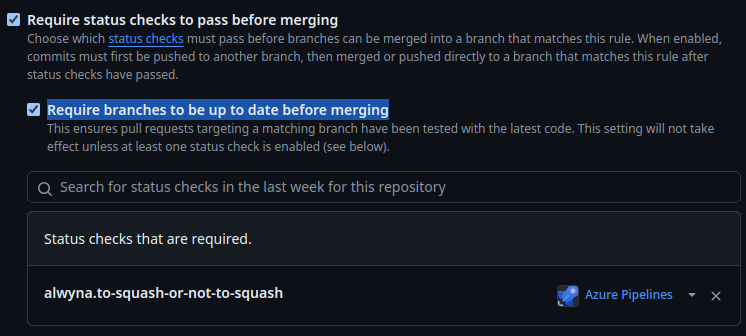 Require status checks to pass before merging
Choose which status checks must pass before branches can be merged into a branch that matches this rule. When enabled,
commits must first be pushed to another branch, then merged or pushed directly to a branch that matches this rule after
status checks have passed.
Require branches to be up to date before merging
This ensures pull requests targeting a matching branch have been tested with the latest code. This setting will not take
effect unless at least one status check is enabled (see below).
Search for status checks in the last week for this repository
Status checks that are required.
alwyna.to-squash-or-not-to-squash
Azure Pipelines